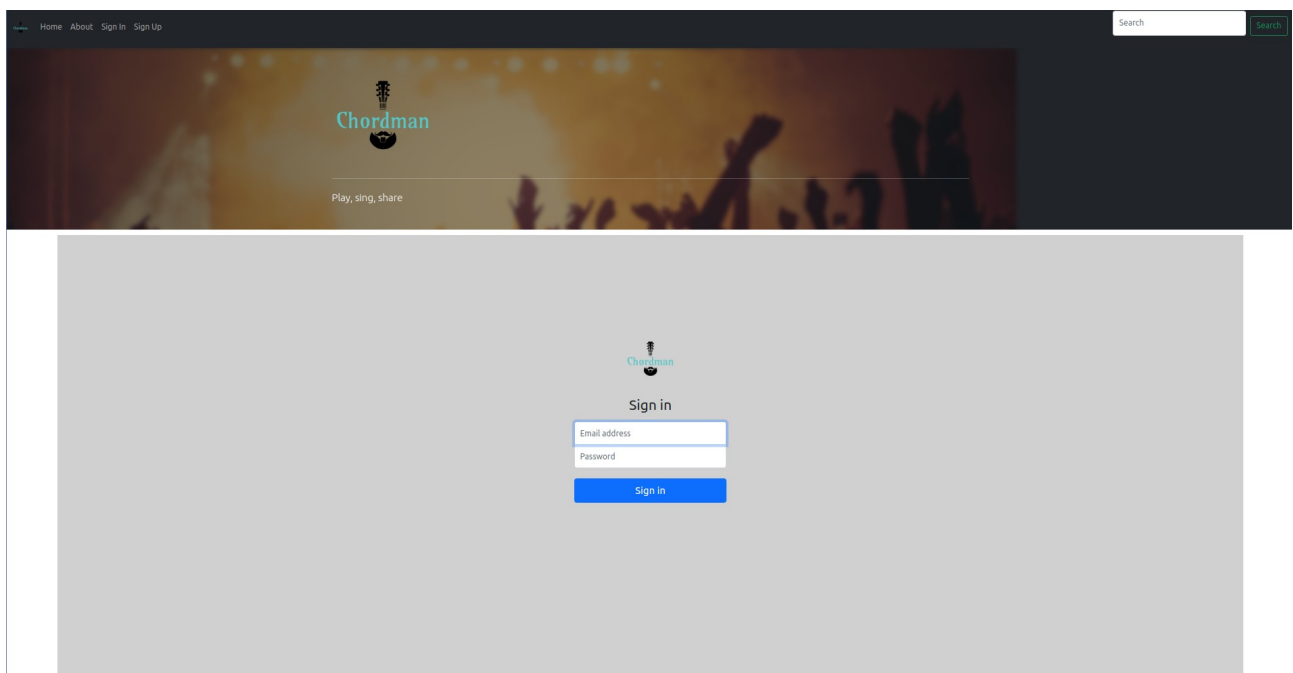 Home About Sign In Sign Up
Search
Search
Chordman
Play, sing, share
Chordman
Sign in
Email address
Password
Sign in